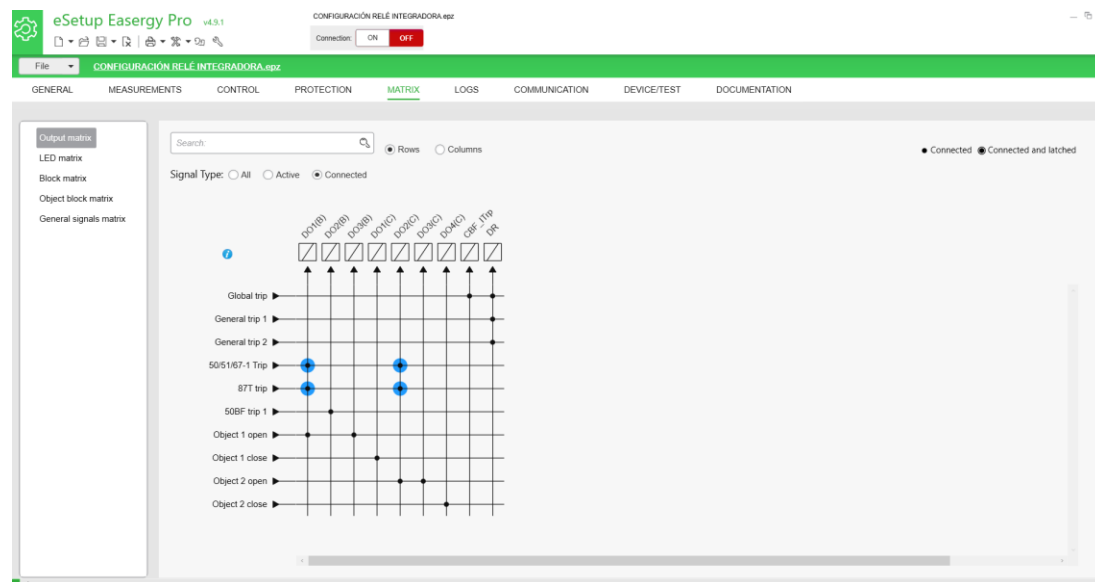 eSetup Easergy Pro v4.9.1
CONFIGURACIÓN RELÉ INTEGRADORA.epz
Connection: ON OFF
File CONFIGURACIÓN RELÉ INTEGRADORA.epz
GENERAL MEASUREMENTS CONTROL PROTECTION MATRIX LOGS COMMUNICATION DEVICE/TEST DOCUMENTATION
Output matrix
LED matrix
Block matrix
Object block matrix
General signals matrix
Search: Rows Columns
Connected Connected and latched
Signal Type: All Active Connected
DO1(B) DO2(B) DO3(B) DO1(C) DO2(C) DO3(C) DO4(C) CBF_ITrip DR
Global trip
General trip 1
General trip 2
50/51/67-1 Trip
87T trip
50BF trip 1
Object 1 open
Object 1 close
Object 2 open
Object 2 close